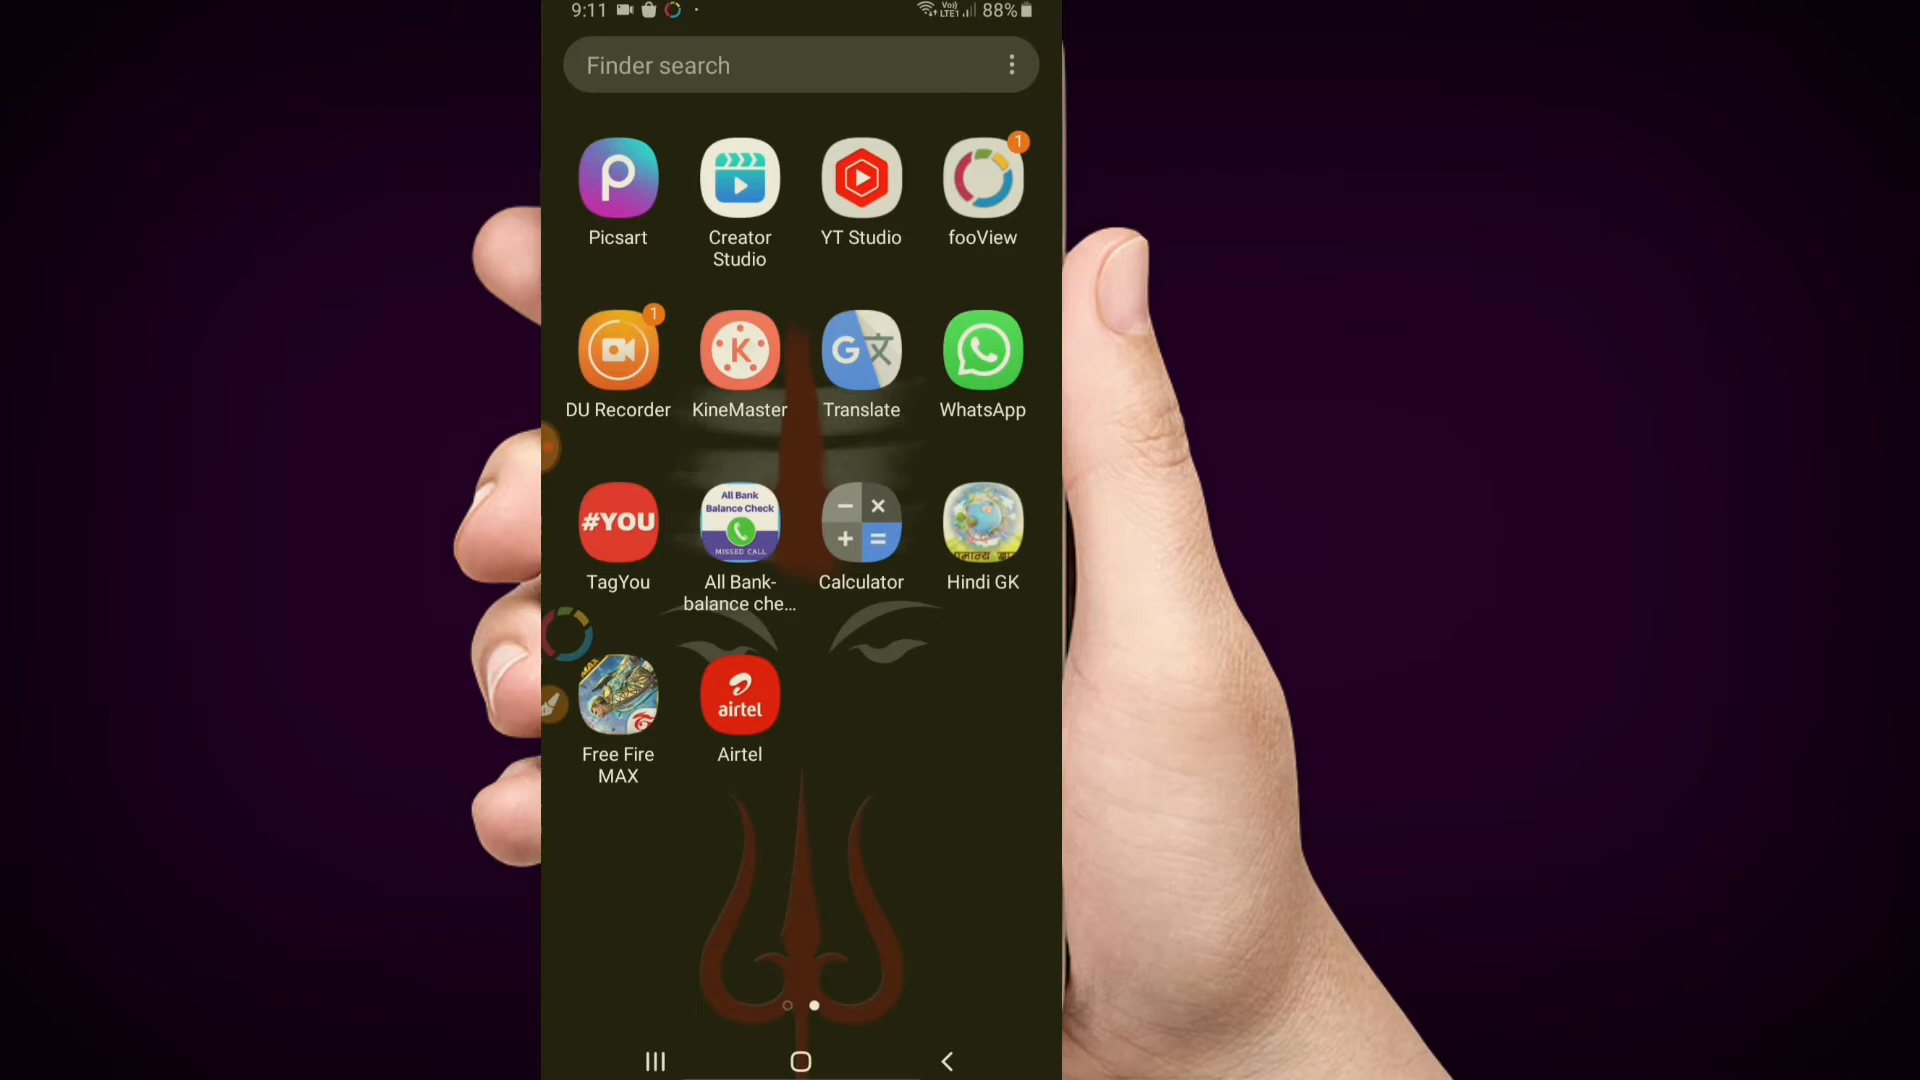 9:11 88%
Finder search
1
Picsart Creator Studio YT Studio fooView
1
DU Recorder KineMaster Translate WhatsApp
#YOU
All Bank
Balance Check
MISSED CALL
TagYou All Bank-balance che... Calculator Hindi GK
MAX
airtel
Free Fire MAX Airtel